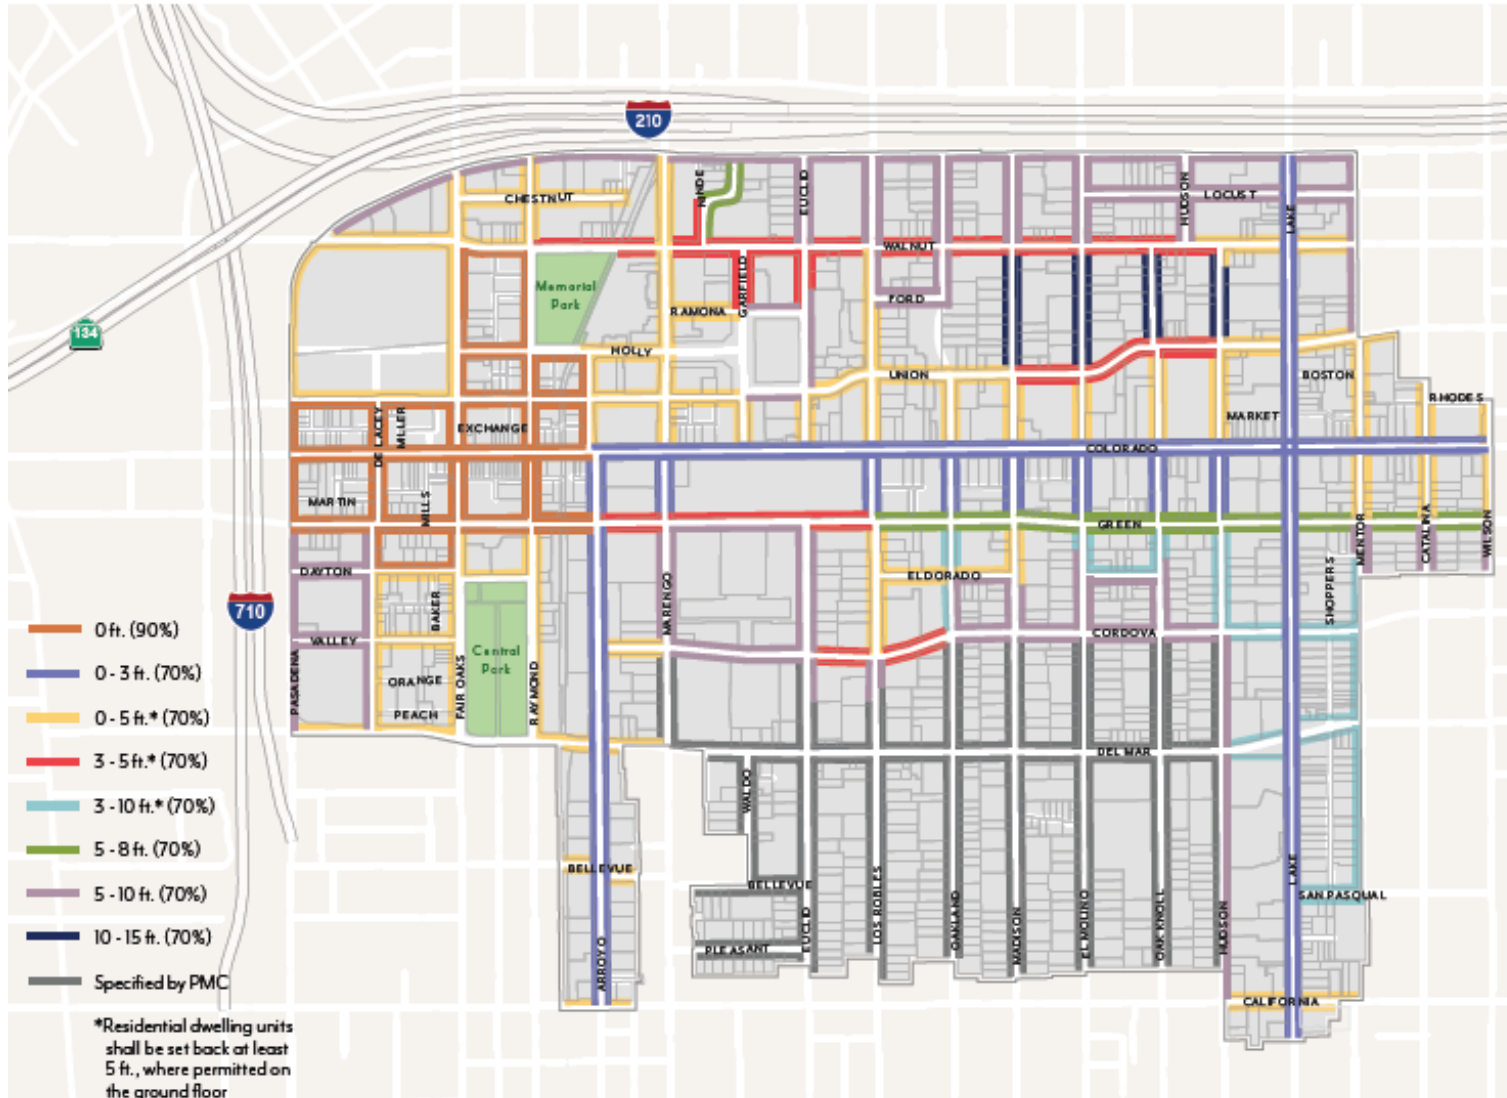 210
NINDE
EUCLID
CHESTNUT
HUDSON
LOCUST
LAKE
WALNUT
Memorial
Park
GARFIELD
FORD
RAMONA
134
HOLLY
UNION
BOSTON
RHODES
DE LACEY
MILLER
EXCHANGE
MARKET
COLORADO
MARTIN
MILLS
GREEN
MENTOR
CATALINA
WILSON
DAYTON
ELDORADO
SHOPPERS
710
BAKER
MARENGO
0 ft. (90%)
VALLEY
CORDOVA
Central
Park
0 - 3 ft. (70%)
PASADENA
ORANGE
FAIR OAKS
RAYMOND
0 - 5 ft.* (70%)
PEACH
3 - 5 ft.* (70%)
DEL MAR
WALDO
3 - 10 ft.* (70%)
5 - 8 ft. (70%)
BELLEVUE
BELLEVUE
LAKE
5 - 10 ft. (70%)
SAN PASQUAL
EUCLID
LOS ROBLES
OAKLAND
MADISON
EL MOLINO
OAK KNOLL
HUDSON
10 - 15 ft. (70%)
PLEASANT
ARROYO
Specified by PMC
CALIFORNIA
*Residential dwelling units
shall be set back at least
5 ft., where permitted on
the ground floor